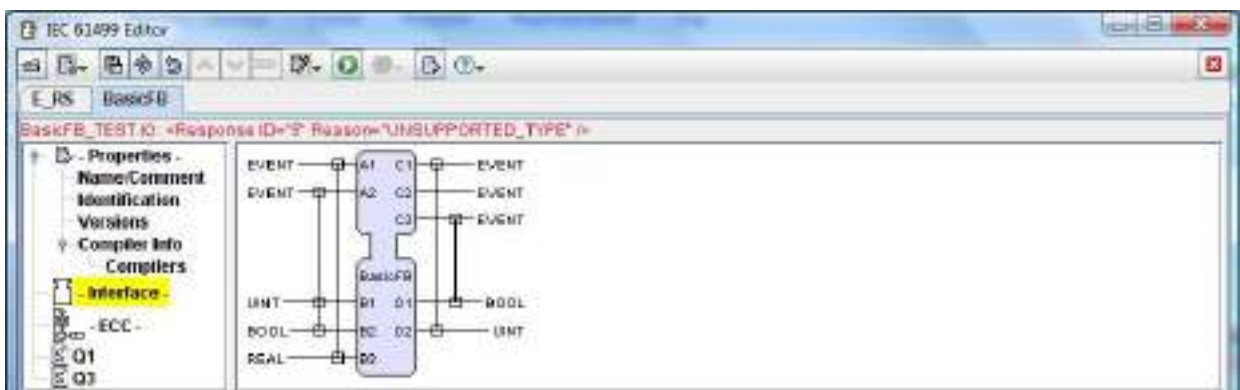 IEC 61499 Editor
E_RS BasicFB
BasicFB_TEST IO: <Response ID="9" Reason="UNSUPPORTED_TYPE" />
- Properties -
Name/Comment
Identification
Versions
Compiler Info
Compilers
- Interface -
- ECC -
Q1
Q3
EVENT A1 C1 EVENT
EVENT A2 C2 EVENT
C3 EVENT
BasicFB
UINT B1 D1 BOOL
BOOL B2 D2 UINT
REAL B3